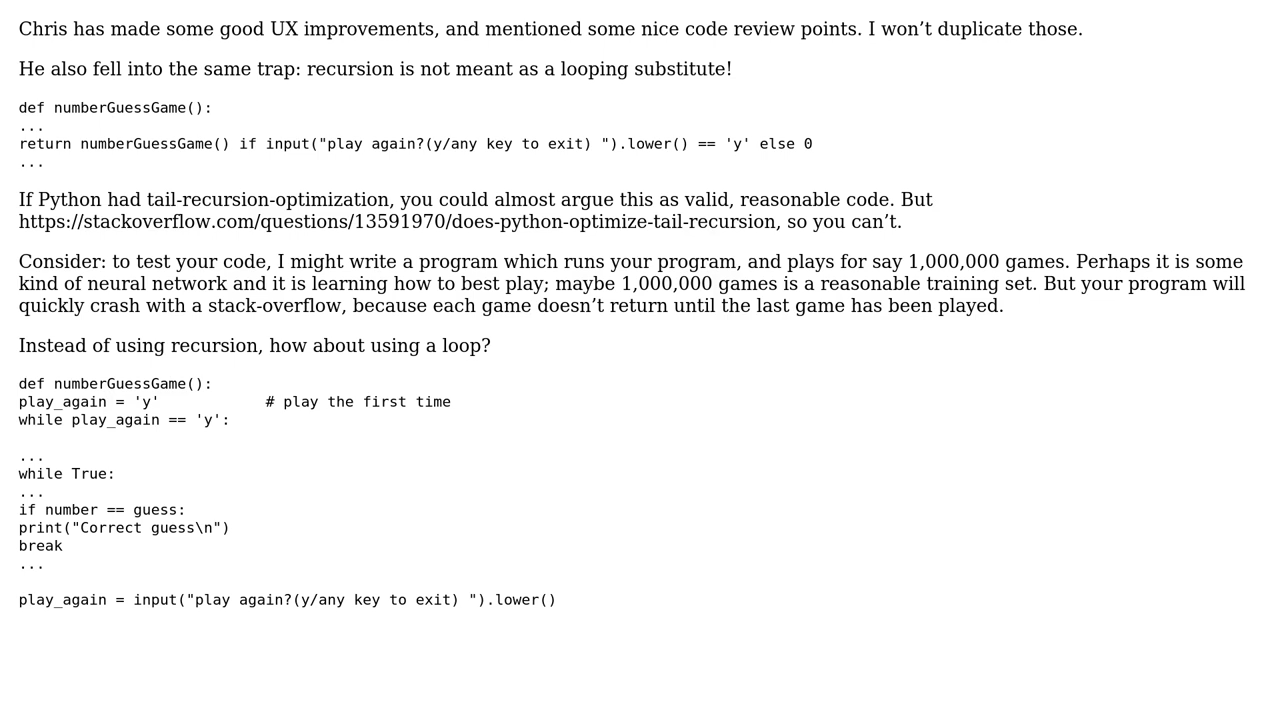 Chris has made some good UX improvements, and mentioned some nice code review points. I won’t duplicate those.
He also fell into the same trap: recursion is not meant as a looping substitute!
def numberGuessGame():
...
return numberGuessGame() if input("play again?(y/any key to exit) ").lower() == 'y' else 0
...
If Python had tail-recursion-optimization, you could almost argue this as valid, reasonable code. But
https://stackoverflow.com/questions/13591970/does-python-optimize-tail-recursion, so you can’t.
Consider: to test your code, I might write a program which runs your program, and plays for say 1,000,000 games. Perhaps it is some
kind of neural network and it is learning how to best play; maybe 1,000,000 games is a reasonable training set. But your program will
quickly crash with a stack-overflow, because each game doesn’t return until the last game has been played.
Instead of using recursion, how about using a loop?
def numberGuessGame():
play_again = 'y'            # play the first time
while play_again == 'y':
...
while True:
...
if number == guess:
print("Correct guess\n")
break
...
play_again = input("play again?(y/any key to exit) ").lower()